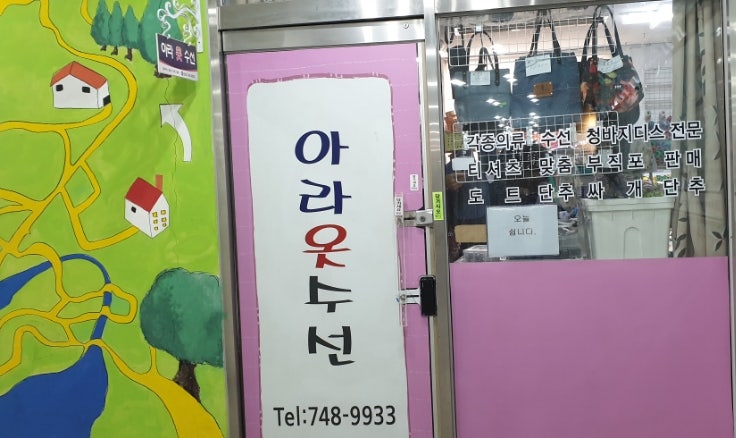 아라 옷 수선
아라옷수선
Tel:748-9933
각종의류 수선 청바지디스 전문
티셔츠 맞춤 부직포 판매
도트단추 싸개단추
오늘
쉽니다.